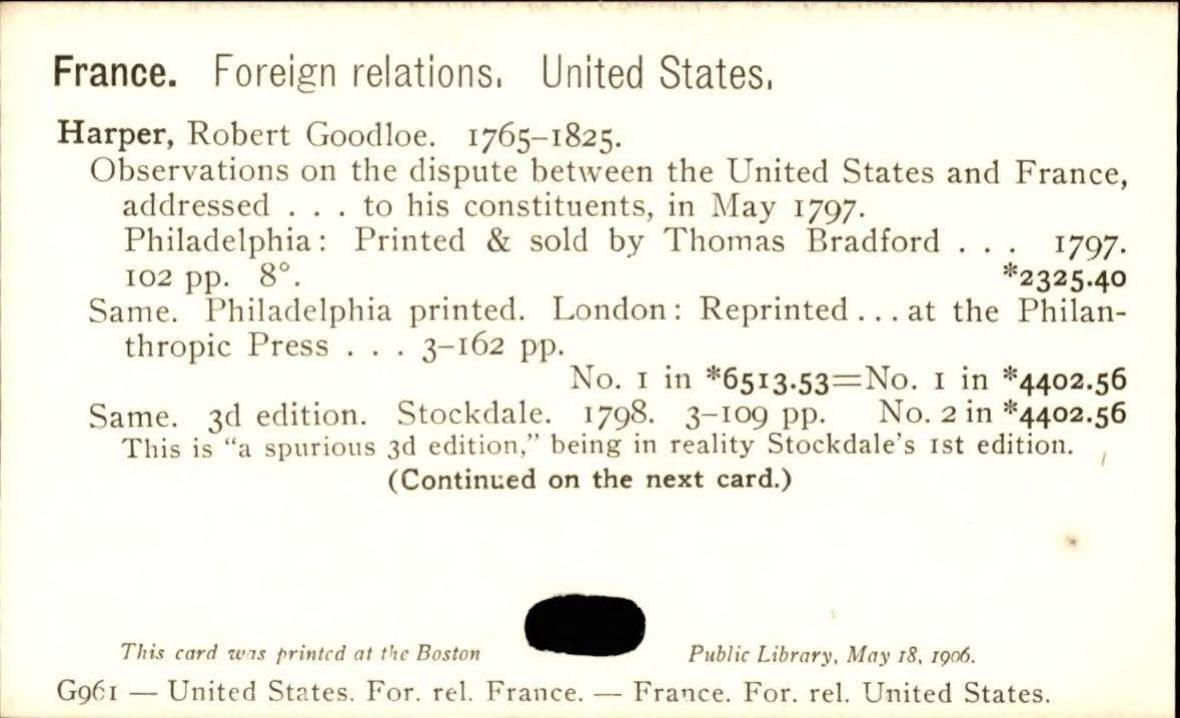 France. Foreign relations. United States.
Harper, Robert Goodloe. 1765–1825.
Observations on the dispute between the United States and France,
addressed . . . to his constituents, in May 1797.
Philadelphia: Printed & sold by Thomas Bradford . . . 1797.
102 pp. 8°. *2325.40
Same. Philadelphia printed. London: Reprinted . . . at the Philan-
thropic Press . . . 3–162 pp.
No. 1 in *6513.53=No. 1 in *4402.56
Same. 3d edition. Stockdale. 1798. 3–109 pp. No. 2 in *4402.56
This is "a spurious 3d edition," being in reality Stockdale's 1st edition.
(Continued on the next card.)
This card was printed at the Boston Public Library, May 18, 1906.
G961 — United States. For. rel. France. — France. For. rel. United States.